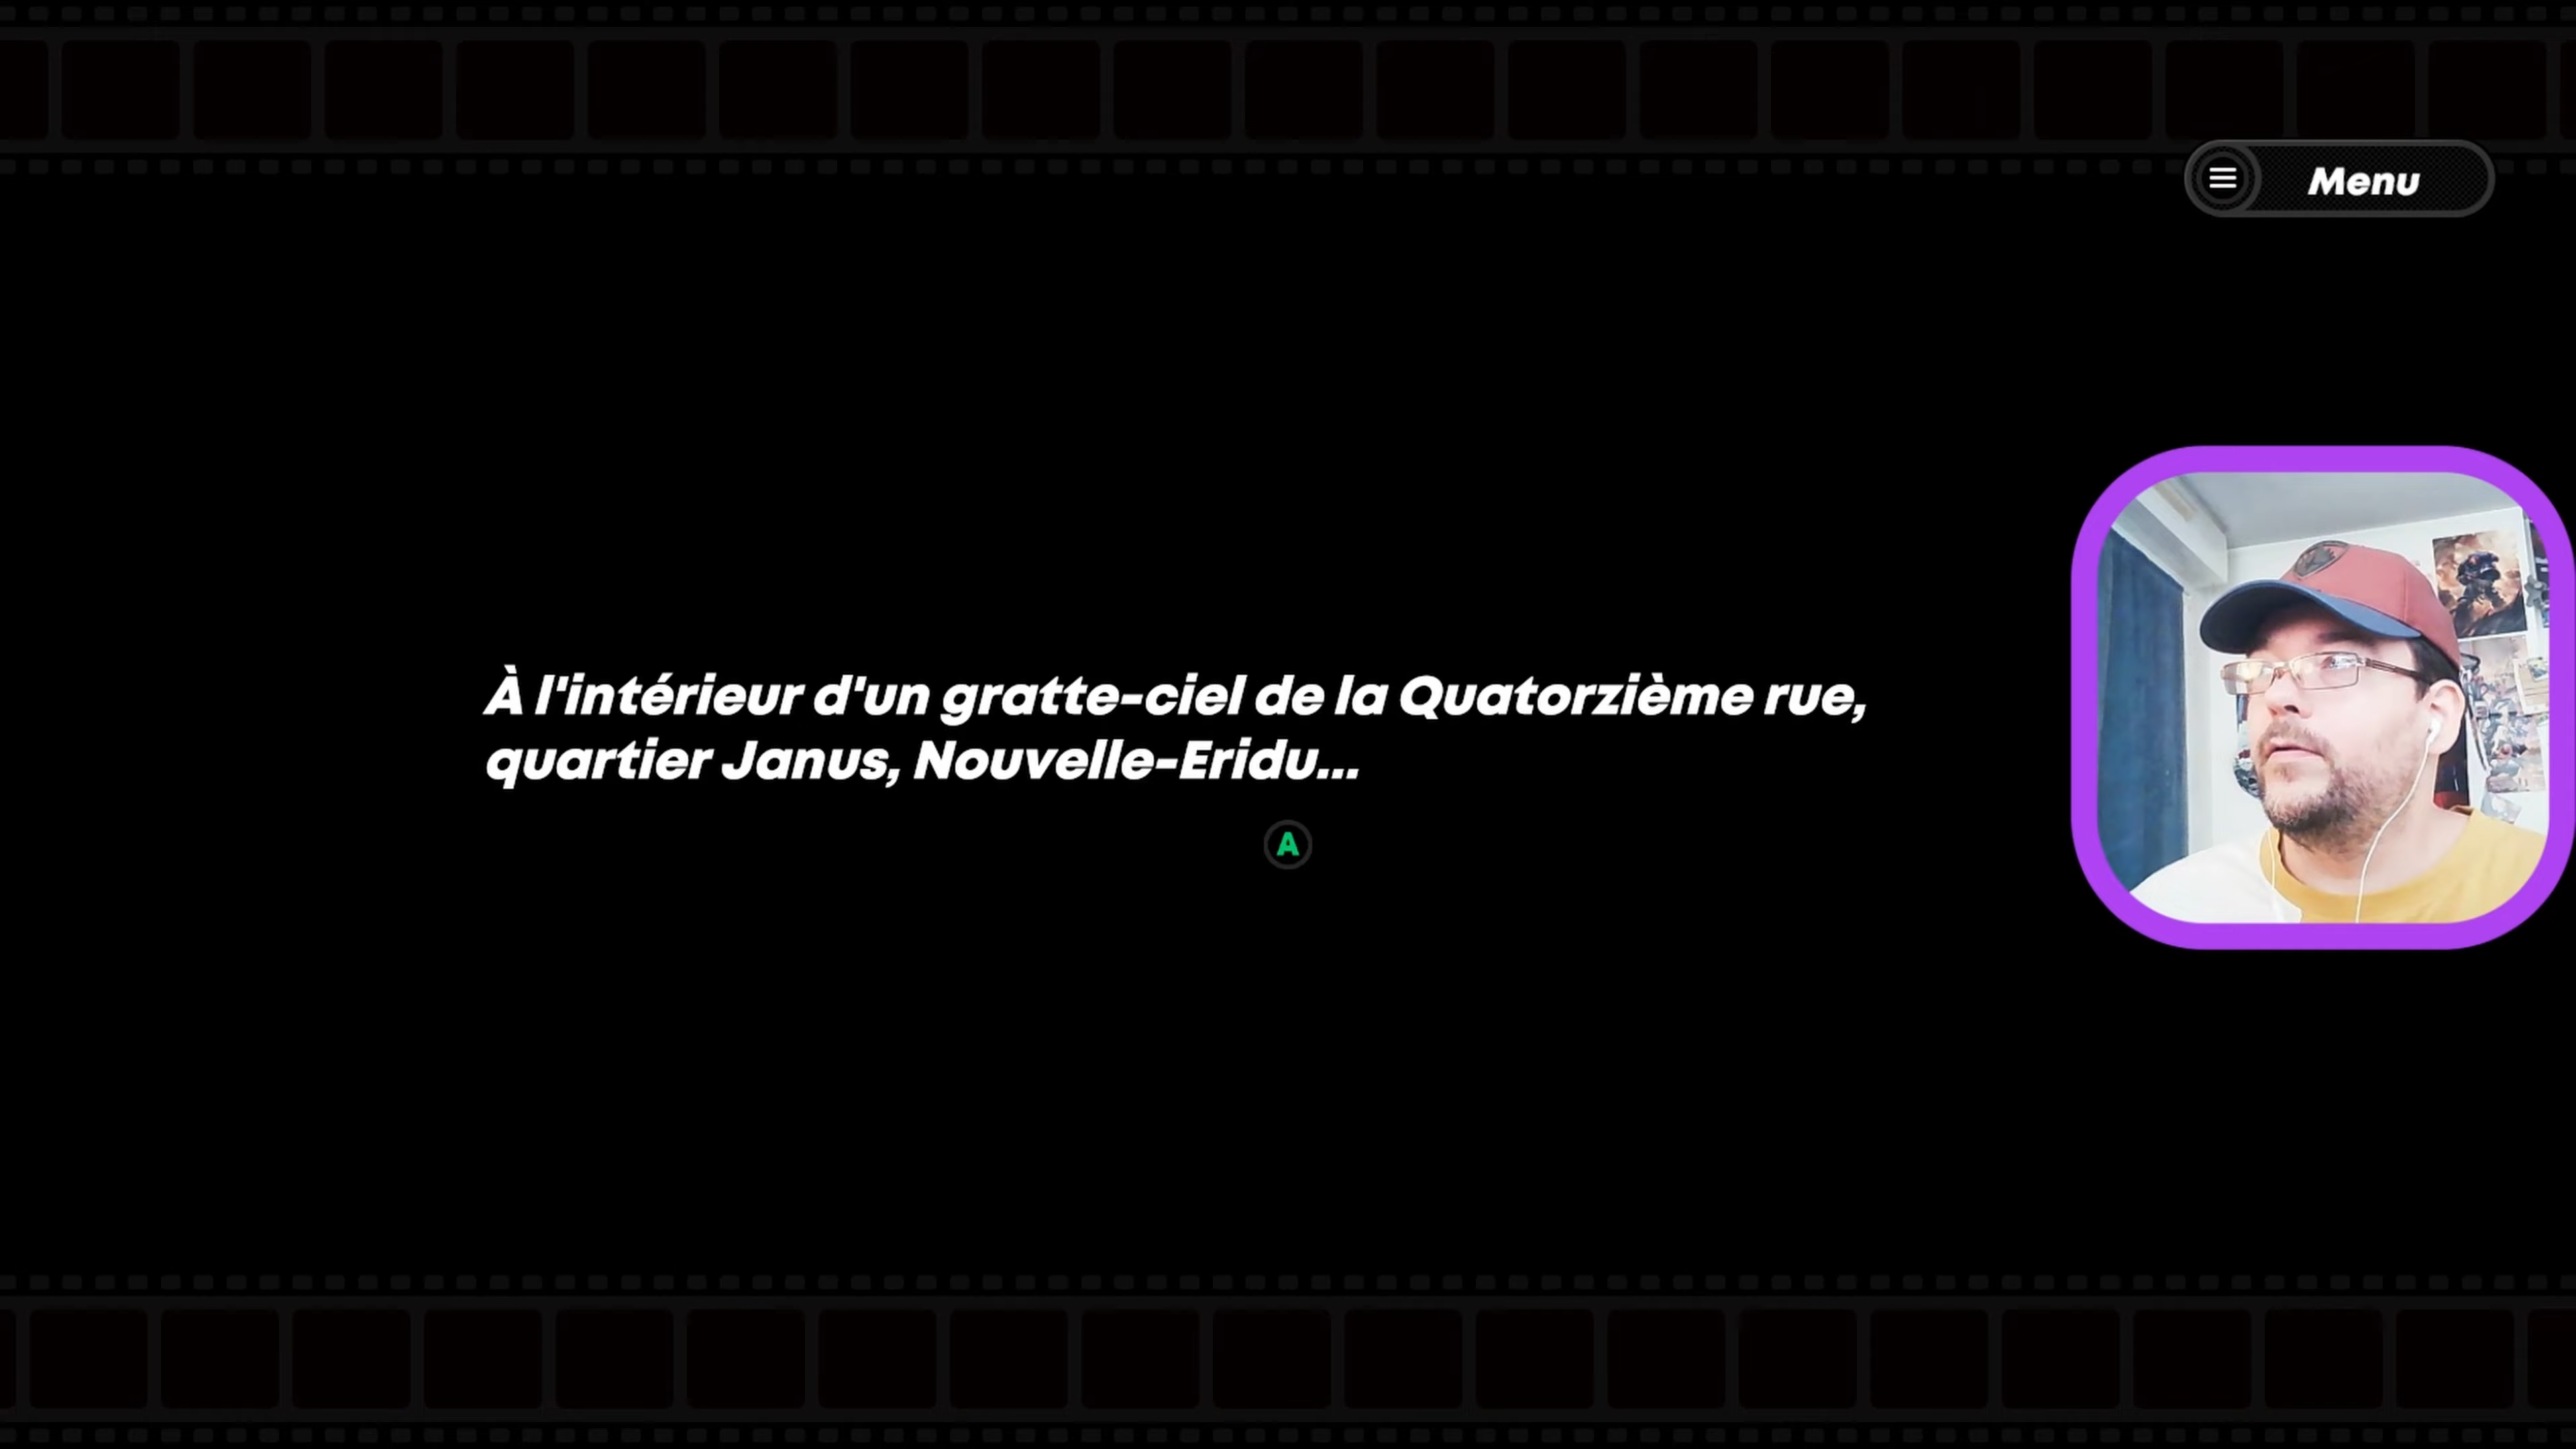 Menu
À l'intérieur d'un gratte-ciel de la Quatorzième rue,
quartier Janus, Nouvelle-Eridu...
A